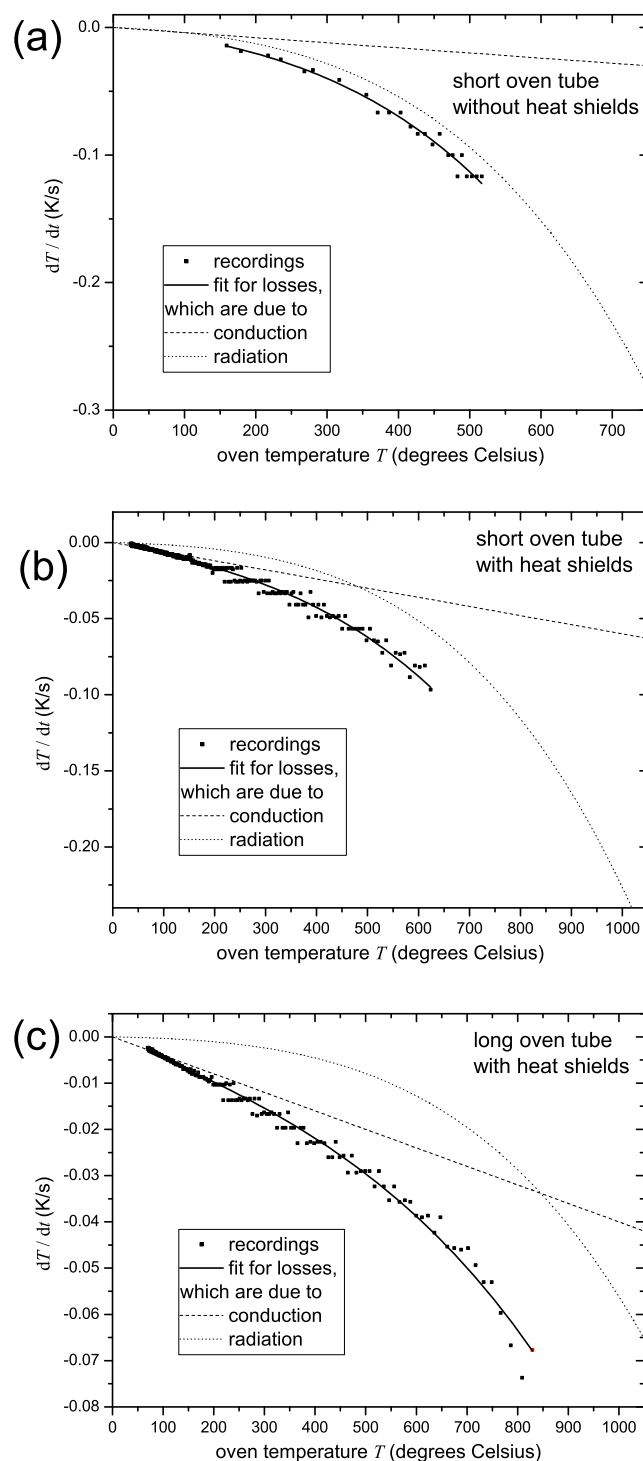 (a)
0.0
-0.1
-0.2
-0.3
dT / dt (K/s)
short oven tube
without heat shields
recordings
fit for losses,
which are due to
conduction
radiation
0 100 200 300 400 500 600 700
oven temperature T (degrees Celsius)
(b)
0.00
-0.05
-0.10
-0.15
-0.20
dT / dt (K/s)
short oven tube
with heat shields
recordings
fit for losses,
which are due to
conduction
radiation
0 100 200 300 400 500 600 700 800 900 1000
oven temperature T (degrees Celsius)
(c)
0.00
-0.01
-0.02
-0.03
-0.04
-0.05
-0.06
-0.07
-0.08
dT / dt (K/s)
long oven tube
with heat shields
recordings
fit for losses,
which are due to
conduction
radiation
0 100 200 300 400 500 600 700 800 900 1000
oven temperature T (degrees Celsius)